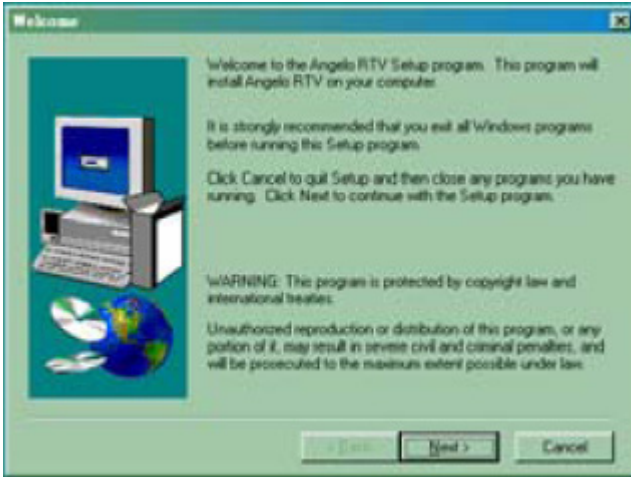 Welcome
Welcome to the Angelo RTV Setup program. This program will
install Angelo RTV on your computer.
It is strongly recommended that you exit all Windows programs
before running this Setup program.
Click Cancel to quit Setup and then close any programs you have
running. Click Next to continue with the Setup program.
WARNING: This program is protected by copyright law and
international treaties.
Unauthorized reproduction or distribution of this program, or any
portion of it, may result in severe civil and criminal penalties, and
will be prosecuted to the maximum extent possible under law.
< Back
Next >
Cancel